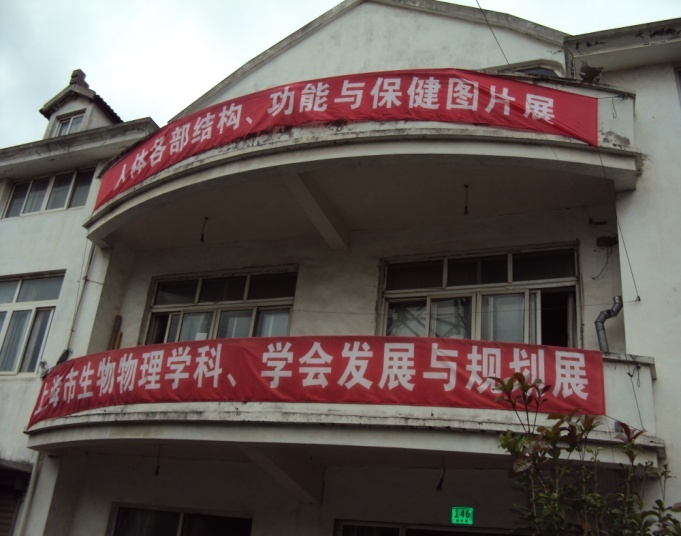 人体各部结构、功能与保健图片展
上海市生物物理学科、学会发展与规划展
146